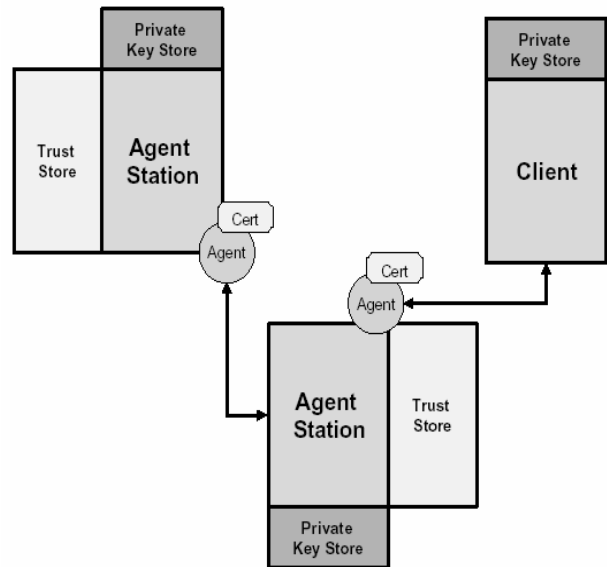 Private
Key Store
Trust
Store
Agent
Station
Cert
Agent
Private
Key Store
Client
Cert
Agent
Agent
Station
Trust
Store
Private
Key Store